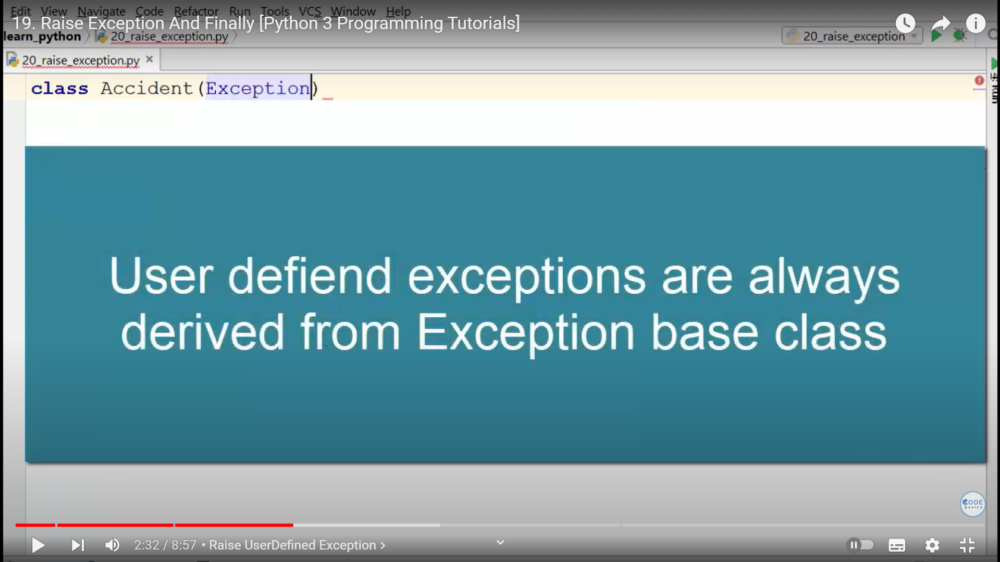 Edit View Navigate Code Refactor Run Tools VCS Window Help
19. Raise Exception And Finally [Python 3 Programming Tutorials]
learn_python 20_raise_exception.py
20_raise_exception
20_raise_exception.py
class Accident(Exception)
4: Run
User defiend exceptions are always
derived from Exception base class
CODE
BASICS
2:32 / 8:57 • Raise UserDefined Exception